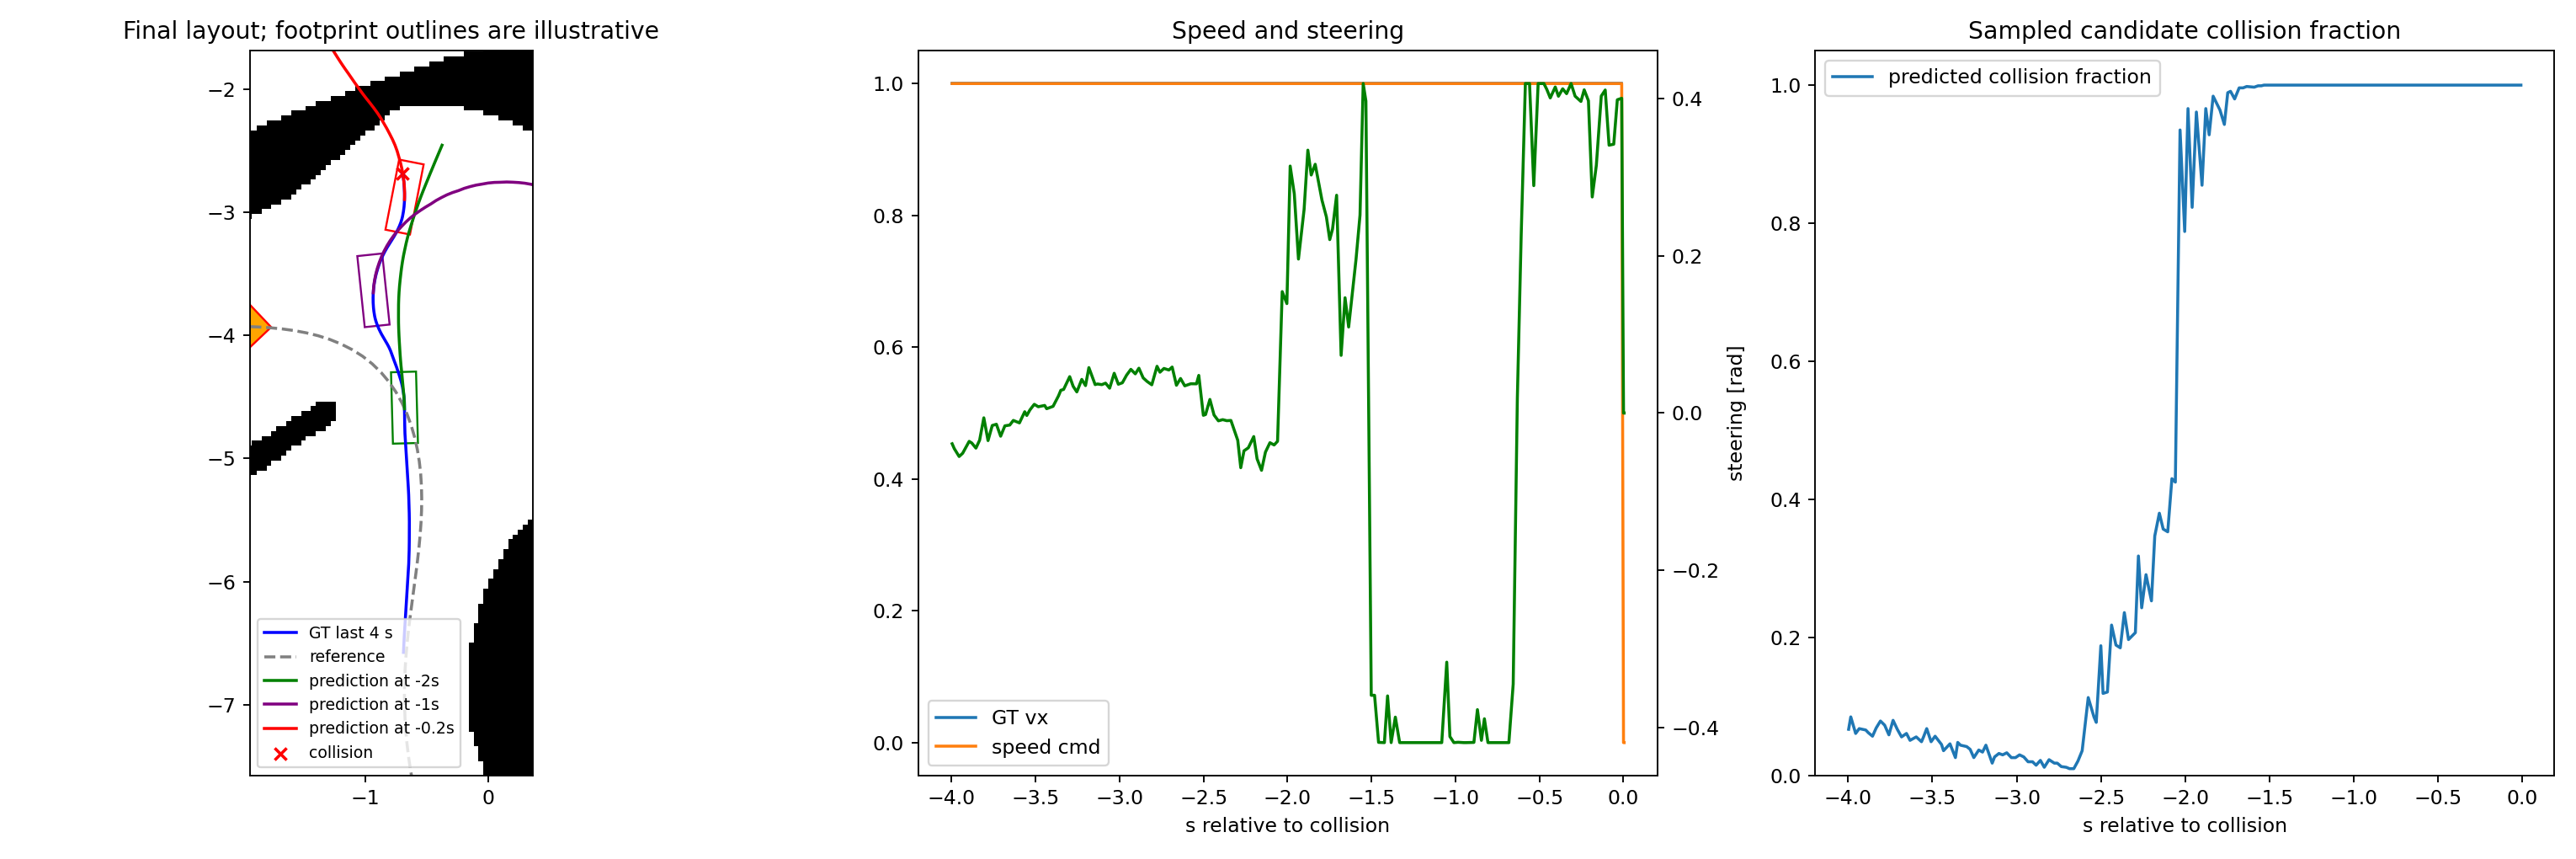 Final layout; footprint outlines are illustrative
−2
−3
−4
−5
−6
−7
−1
0
GT last 4 s
reference
prediction at -2s
prediction at -1s
prediction at -0.2s
collision
Speed and steering
1.0
0.8
0.6
0.4
0.2
0.0
0.4
0.2
0.0
−0.2
−0.4
steering [rad]
GT vx
speed cmd
−4.0
−3.5
−3.0
−2.5
−2.0
−1.5
−1.0
−0.5
0.0
s relative to collision
Sampled candidate collision fraction
predicted collision fraction
1.0
0.8
0.6
0.4
0.2
0.0
−4.0
−3.5
−3.0
−2.5
−2.0
−1.5
−1.0
−0.5
0.0
s relative to collision